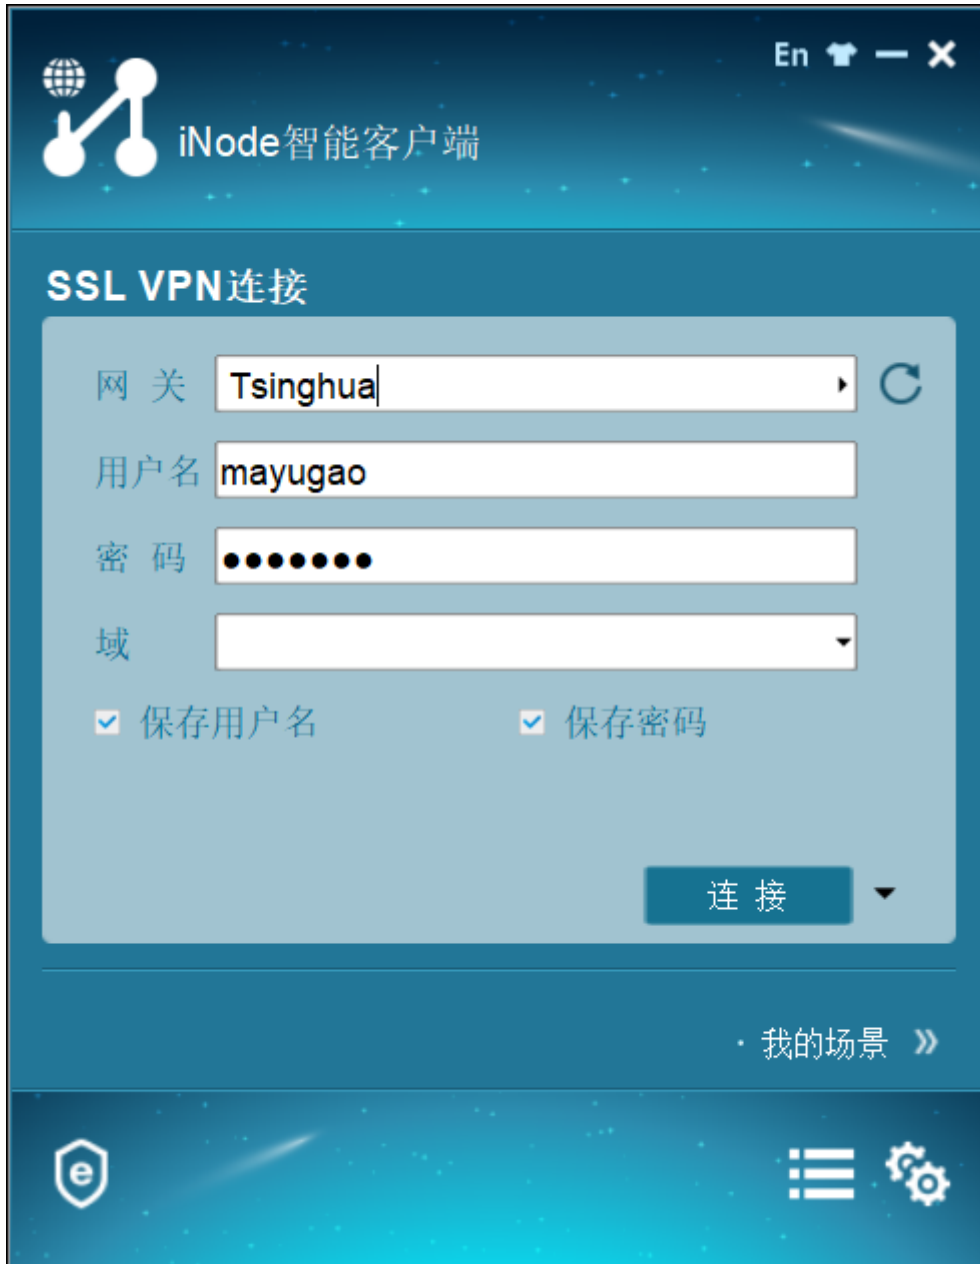 En
iNode智能客户端
SSL VPN连接
网 关 Tsinghua
用户名 mayugao
密 码 ●●●●●●●
域
保存用户名 保存密码
连 接
· 我的场景 »
e